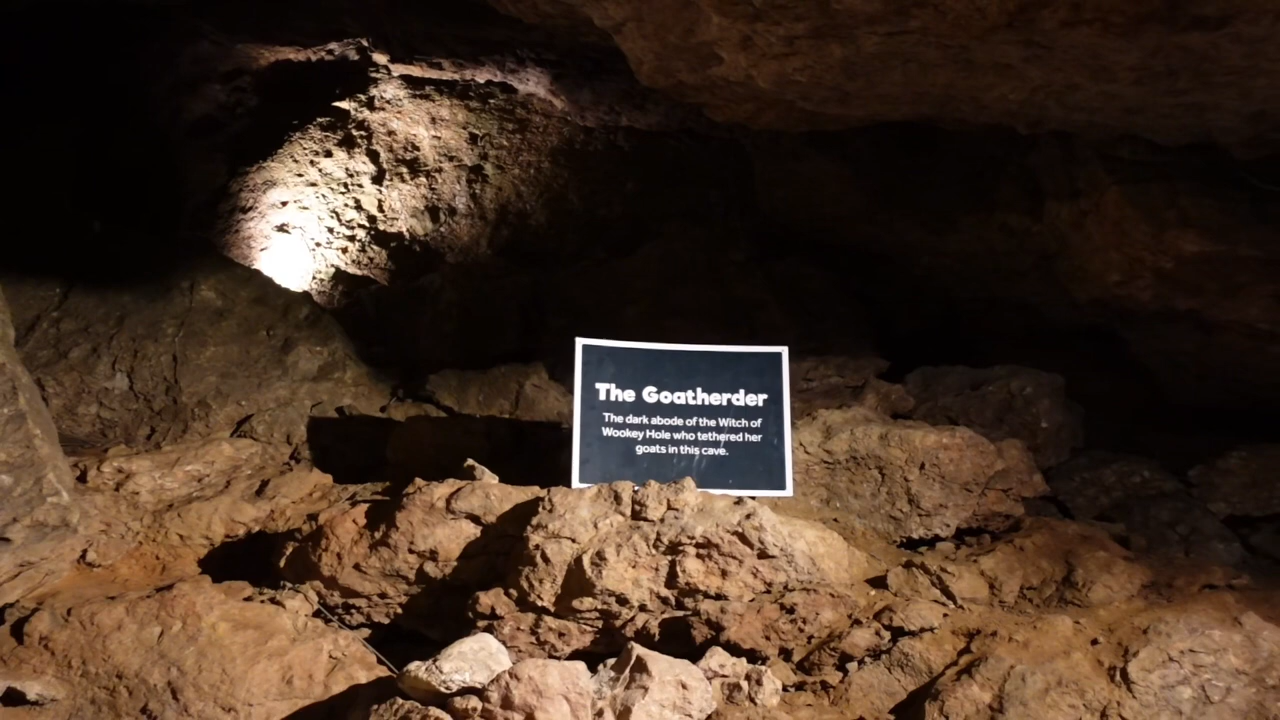 The Goatherder
The dark abode of the Witch of
Wookey Hole who tethered her
goats in this cave.